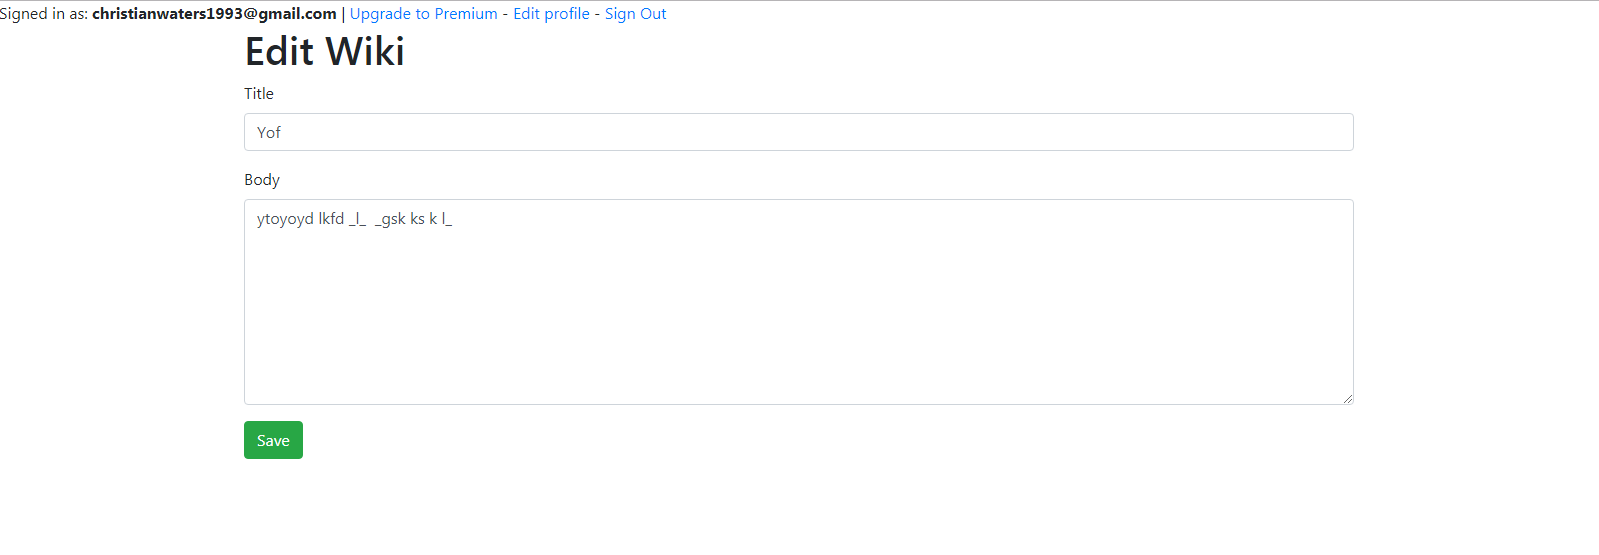 Signed in as: christianwaters1993@gmail.com | Upgrade to Premium - Edit profile - Sign Out
Edit Wiki
Title
Yof
Body
ytoyoyd lkfd _l_  _gsk ks k l_
Save